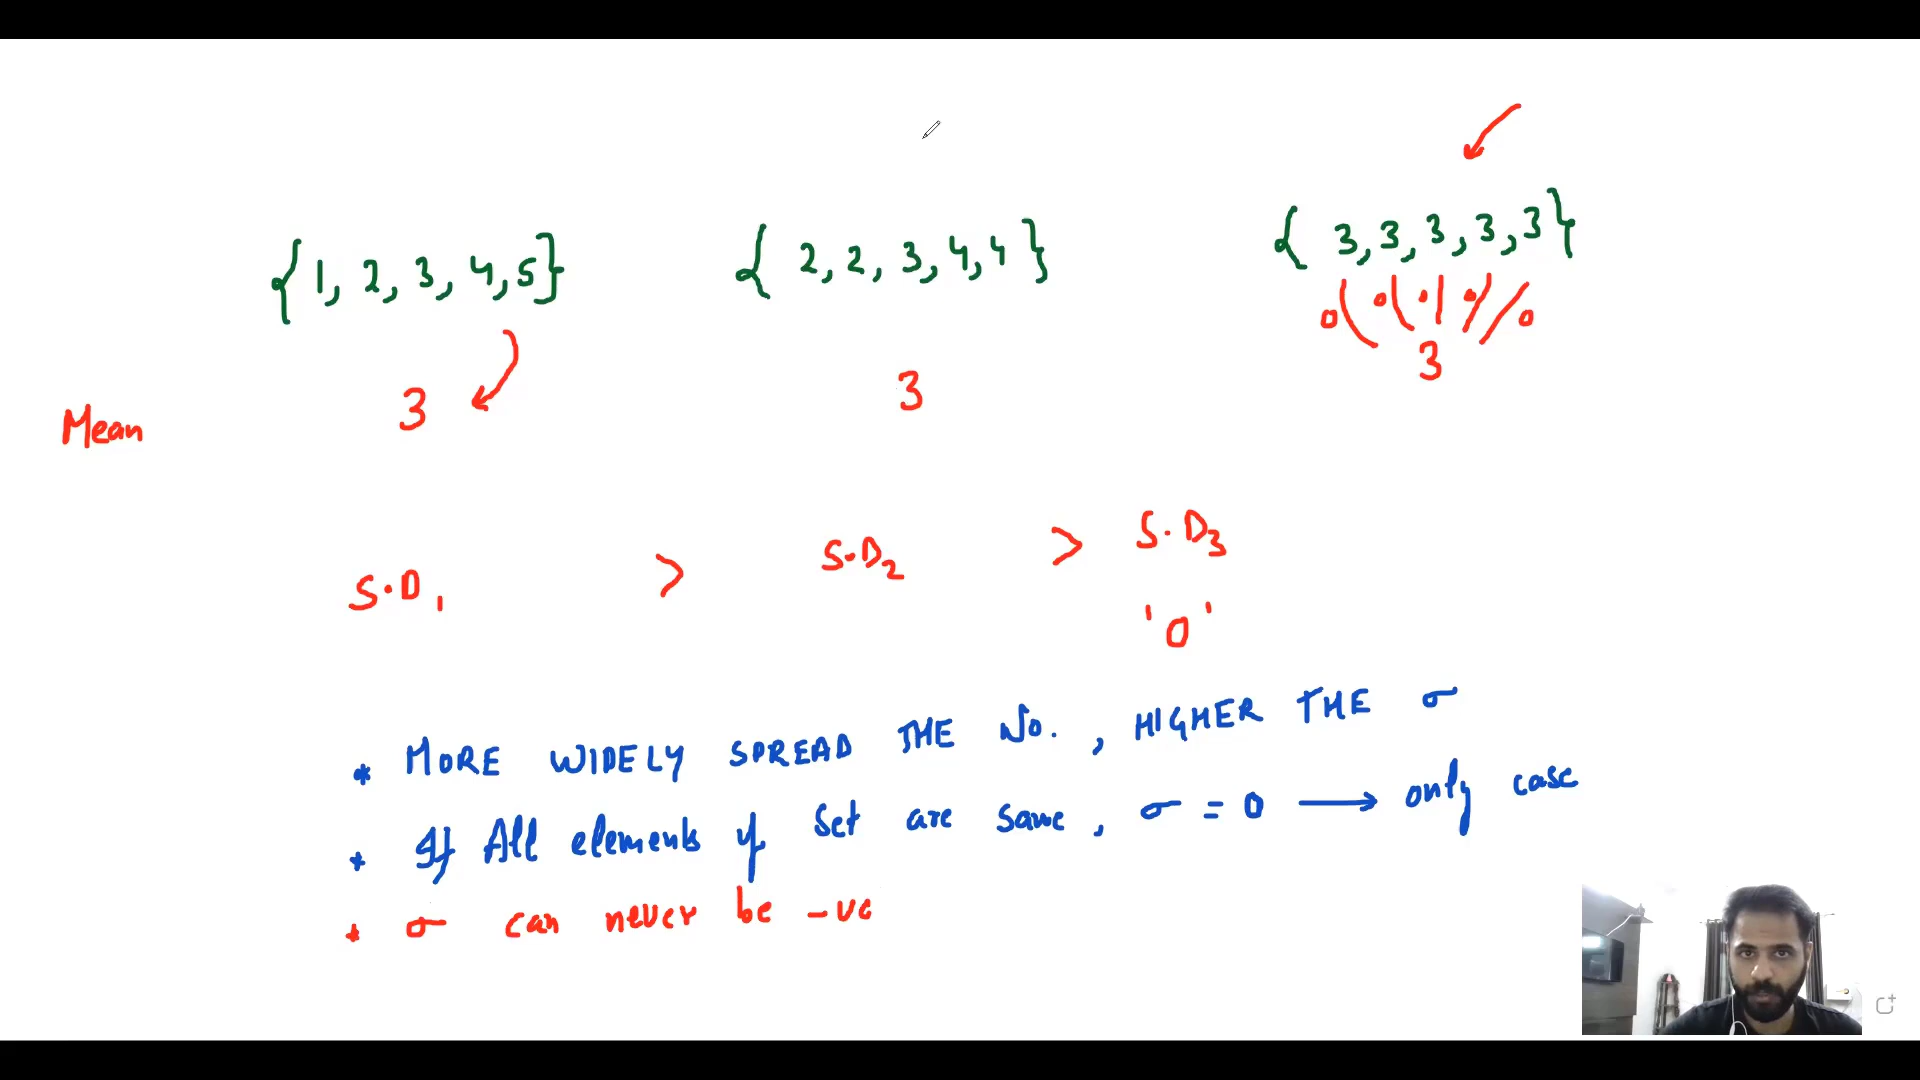 {1, 2, 3, 4, 5} { 2, 2, 3, 4, 4 } { 3, 3, 3, 3, 3 }
0 0 0 0 0
Mean 3 3 3
S.D1 > S.D2 > S.D3
'0'
* MORE WIDELY SPREAD THE No. , HIGHER THE σ
* If All elements of Set are same, σ = 0 → only case
* σ can never be -ve